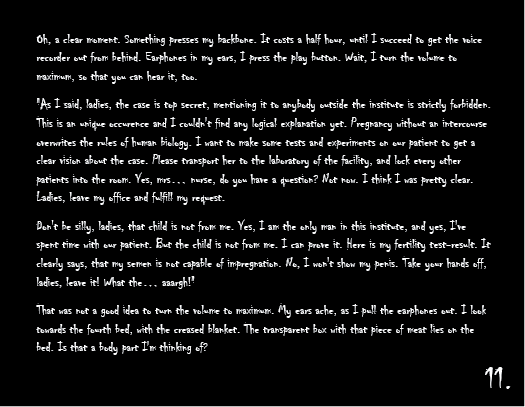 Oh, a clear moment. Something presses my backbone. It costs a half hour, until I succeed to get the voice
recorder out from behind. Earphones in my ears, I press the play button. Wait, I turn the volume to
maximum, so that you can hear it, too.
"As I said, ladies, the case is top secret, mentioning it to anybody outside the institute is strictly forbidden.
This is an unique occurence and I couldn't find any logical explanation yet. Pregnancy without an intercourse
overwrites the rules of human biology. I want to make some tests and experiments on our patient to get a
clear vision about the case. Please transport her to the laboratory of the facility, and lock every other
patients into the room. Yes, mrs... nurse, do you have a question? Not now. I think I was pretty clear.
Ladies, leave my office and fulfill my request.
Don't be silly, ladies, that child is not from me. Yes, I am the only man in this institute, and yes, I've
spent time with our patient. But the child is not from me. I can prove it. Here is my fertility test-result. It
clearly says, that my semen is not capable of impregnation. No, I won't show my penis. Take your hands off,
ladies, leave it! What the... aaargh!"
That was not a good idea to turn the volume to maximum. My ears ache, as I pull the earphones out. I look
towards the fourth bed, with the creased blanket. The transparent box with that piece of meat lies on the
bed. Is that a body part I'm thinking of?
11.